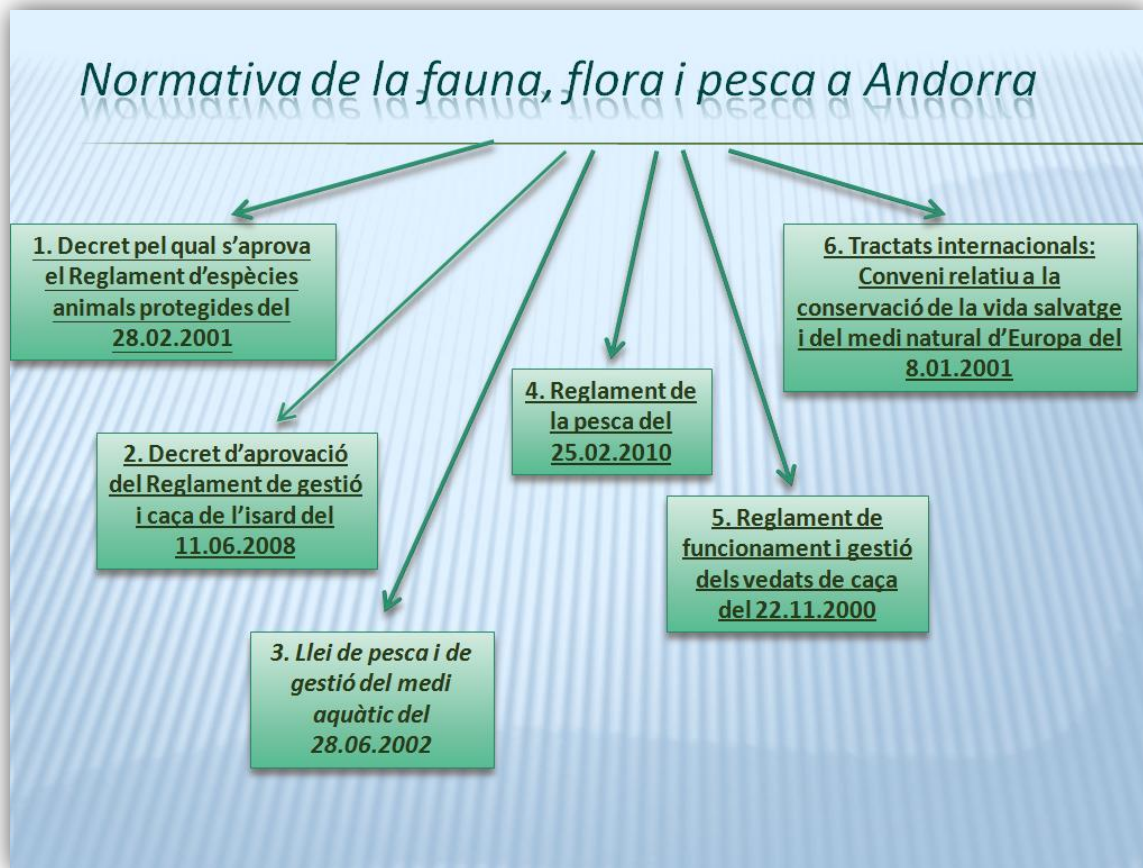 Normativa de la fauna, flora i pesca a Andorra
1. Decret pel qual s’aprova
el Reglament d’espècies
animals protegides del
28.02.2001
2. Decret d’aprovació
del Reglament de gestió
i caça de l’isard del
11.06.2008
3. Llei de pesca i de
gestió del medi
aquàtic del
28.06.2002
4. Reglament de
la pesca del
25.02.2010
5. Reglament de
funcionament i gestió
dels vedats de caça
del 22.11.2000
6. Tractats internacionals:
Conveni relatiu a la
conservació de la vida salvatge
i del medi natural d’Europa del
8.01.2001